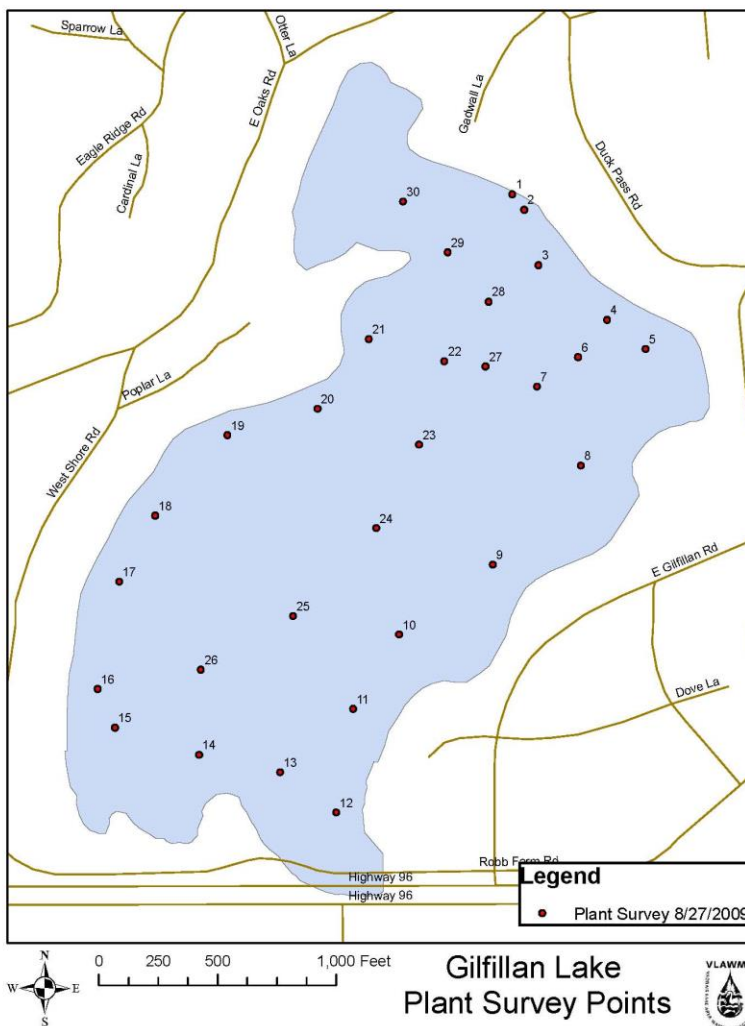 Sparrow La
Otter La
Gadwall La
E Oaks Rd
Eagle Ridge Rd
Cardinal La
Duck Pass Rd
1
30
2
29
3
28
4
21
5
22
27
6
7
Poplar La
20
19
23
West Shore Rd
8
18
24
9
17
E Gilfillan Rd
25
10
26
16
Dove La
11
15
14
13
12
Robb Farm Rd
Highway 96
Highway 96
Legend
Plant Survey 8/27/2009
N
W
E
S
0 250 500 1,000 Feet
Gilfillan Lake
Plant Survey Points
VLAWM